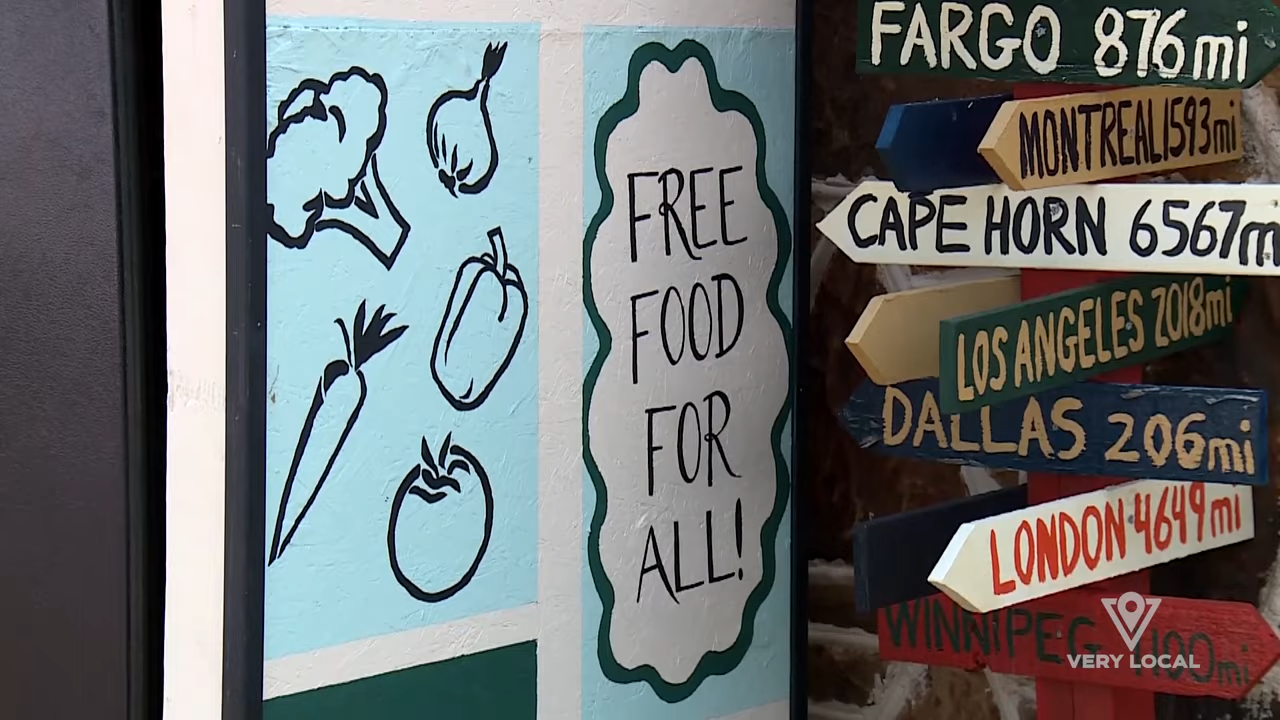 FREE
FOOD
FOR
ALL!
FARGO 876mi
MONTREAL 1593mi
CAPE HORN 6567m
LOS ANGELES 2018mi
DALLAS 206mi
LONDON 4649mi
WINNIPEG 1100mi
VERY LOCAL